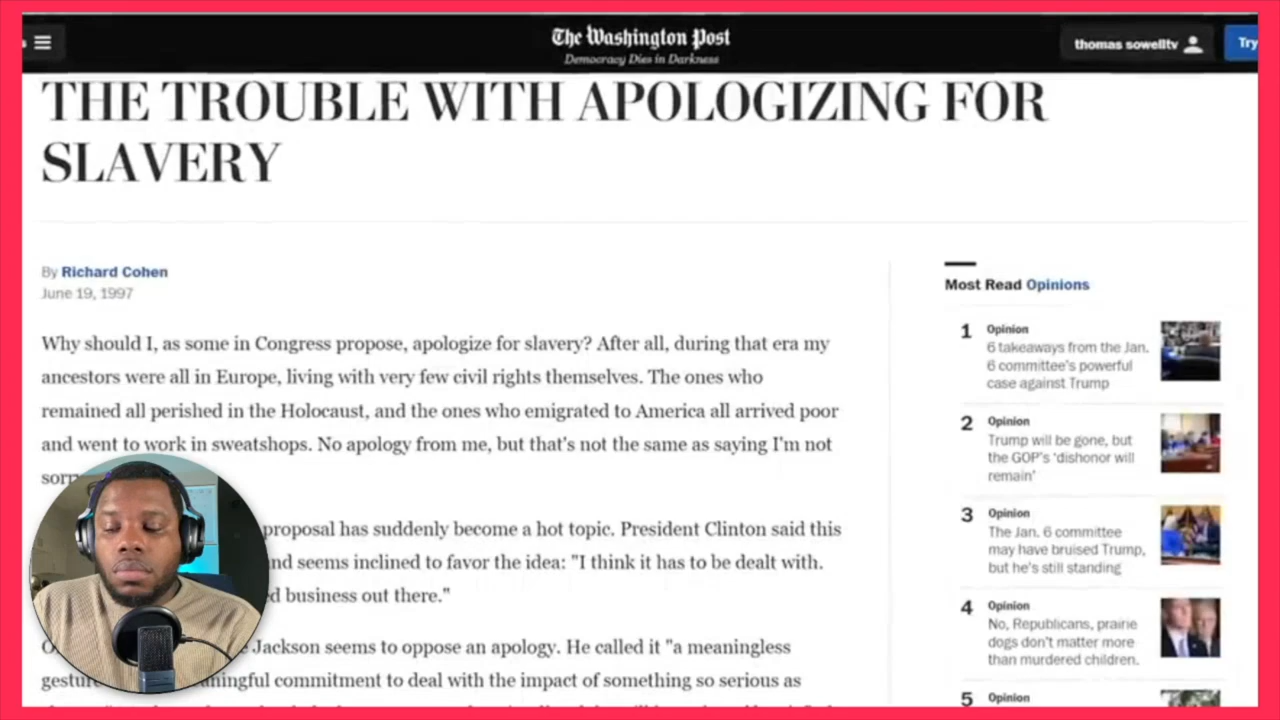 The Washington Post
Democracy Dies in Darkness
thomas sowelltv
Try
THE TROUBLE WITH APOLOGIZING FOR
SLAVERY
By Richard Cohen
June 19, 1997
Why should I, as some in Congress propose, apologize for slavery? After all, during that era my
ancestors were all in Europe, living with very few civil rights themselves. The ones who
remained all perished in the Holocaust, and the ones who emigrated to America all arrived poor
and went to work in sweatshops. No apology from me, but that's not the same as saying I'm not
proposal has suddenly become a hot topic. President Clinton said this
seems inclined to favor the idea: "I think it has to be dealt with.
business out there."
Jackson seems to oppose an apology. He called it "a meaningless
commitment to deal with the impact of something so serious as
Most Read Opinions
1
Opinion
6 takeaways from the Jan.
6 committee's powerful
case against Trump
2
Opinion
Trump will be gone, but
the GOP's 'dishonor will
remain'
3
Opinion
The Jan. 6 committee
may have bruised Trump,
but he's still standing
4
Opinion
No, Republicans, prairie
dogs don't matter more
than murdered children.
5
Opinion